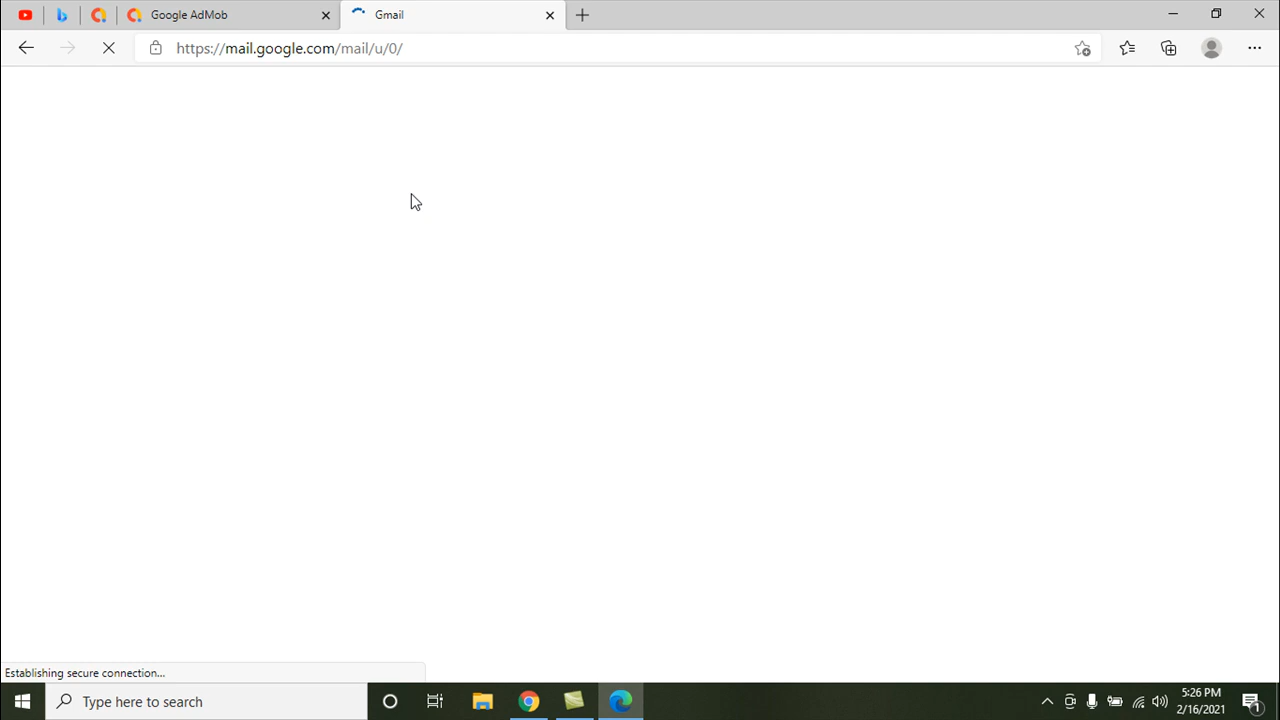 Google AdMob
Gmail
https://mail.google.com/mail/u/0/
Establishing secure connection...
Type here to search
5:26 PM
2/16/2021
1